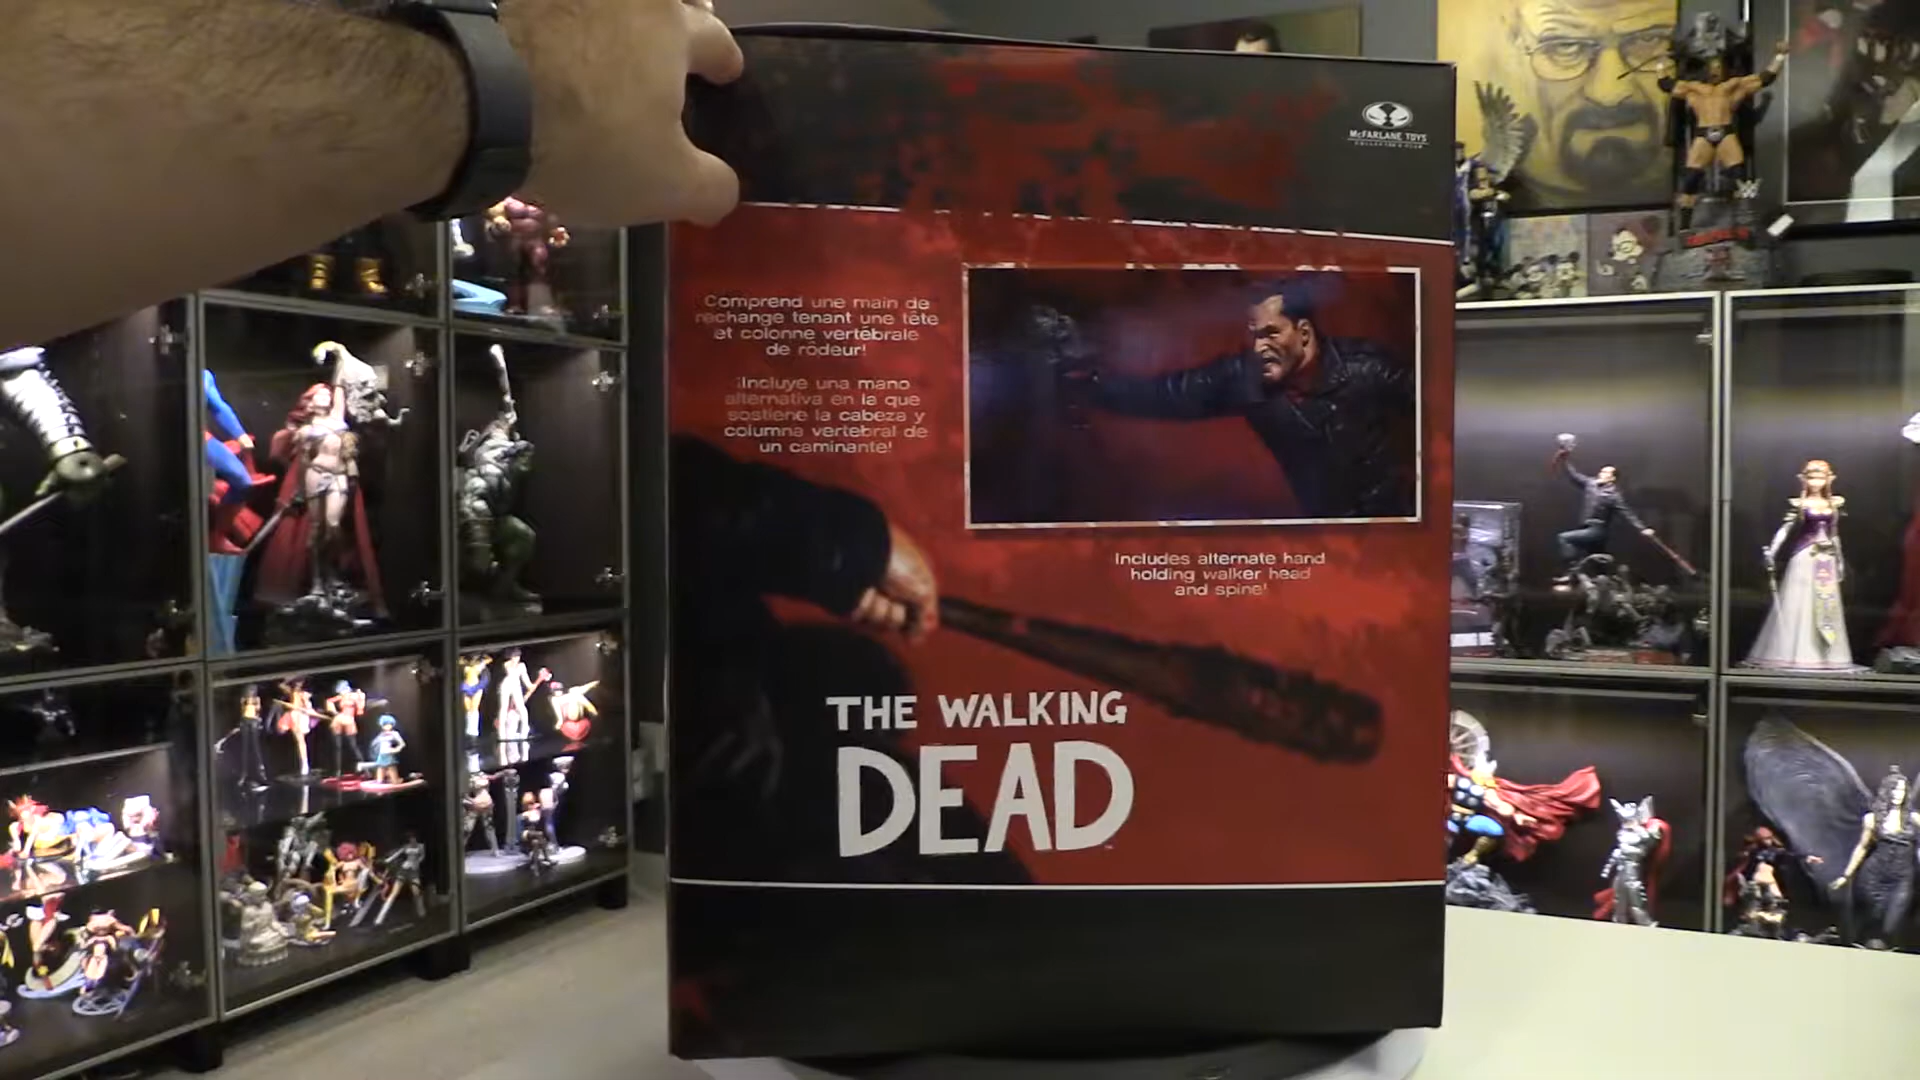 McFARLANE TOYS
Comprend une main de
rechange tenant une tête
et colonne vertébrale
de rôdeur!
¡Incluye una mano
alternativa en la que
sostiene la cabeza y
columna vertebral de
un caminante!
Includes alternate hand
holding walker head
and spine!
THE WALKING
DEAD